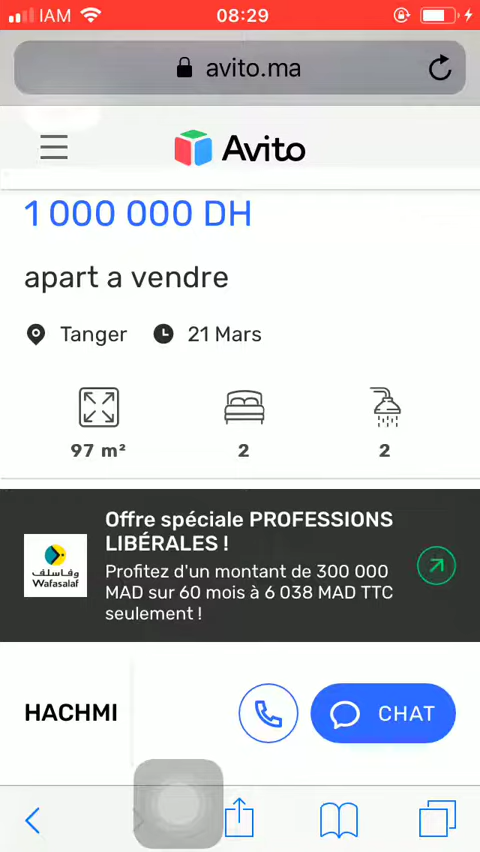 IAM 08:29
avito.ma
Avito
1 000 000 DH
apart a vendre
Tanger 21 Mars
97 m² 2 2
Offre spéciale PROFESSIONS
LIBÉRALES !
Profitez d'un montant de 300 000
MAD sur 60 mois à 6 038 MAD TTC
seulement !
وفاسلف
Wafasalaf
HACHMI CHAT